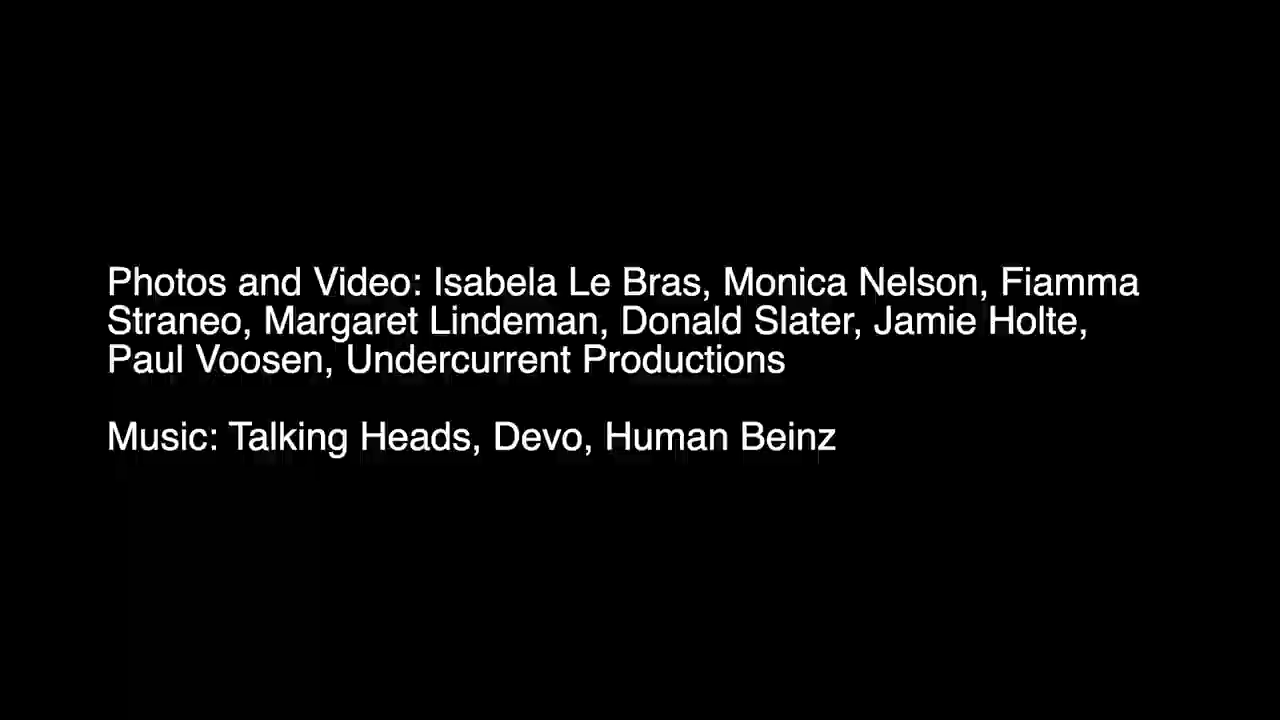 Photos and Video: Isabela Le Bras, Monica Nelson, Fiamma
Straneo, Margaret Lindeman, Donald Slater, Jamie Holte,
Paul Voosen, Undercurrent Productions
Music: Talking Heads, Devo, Human Beinz